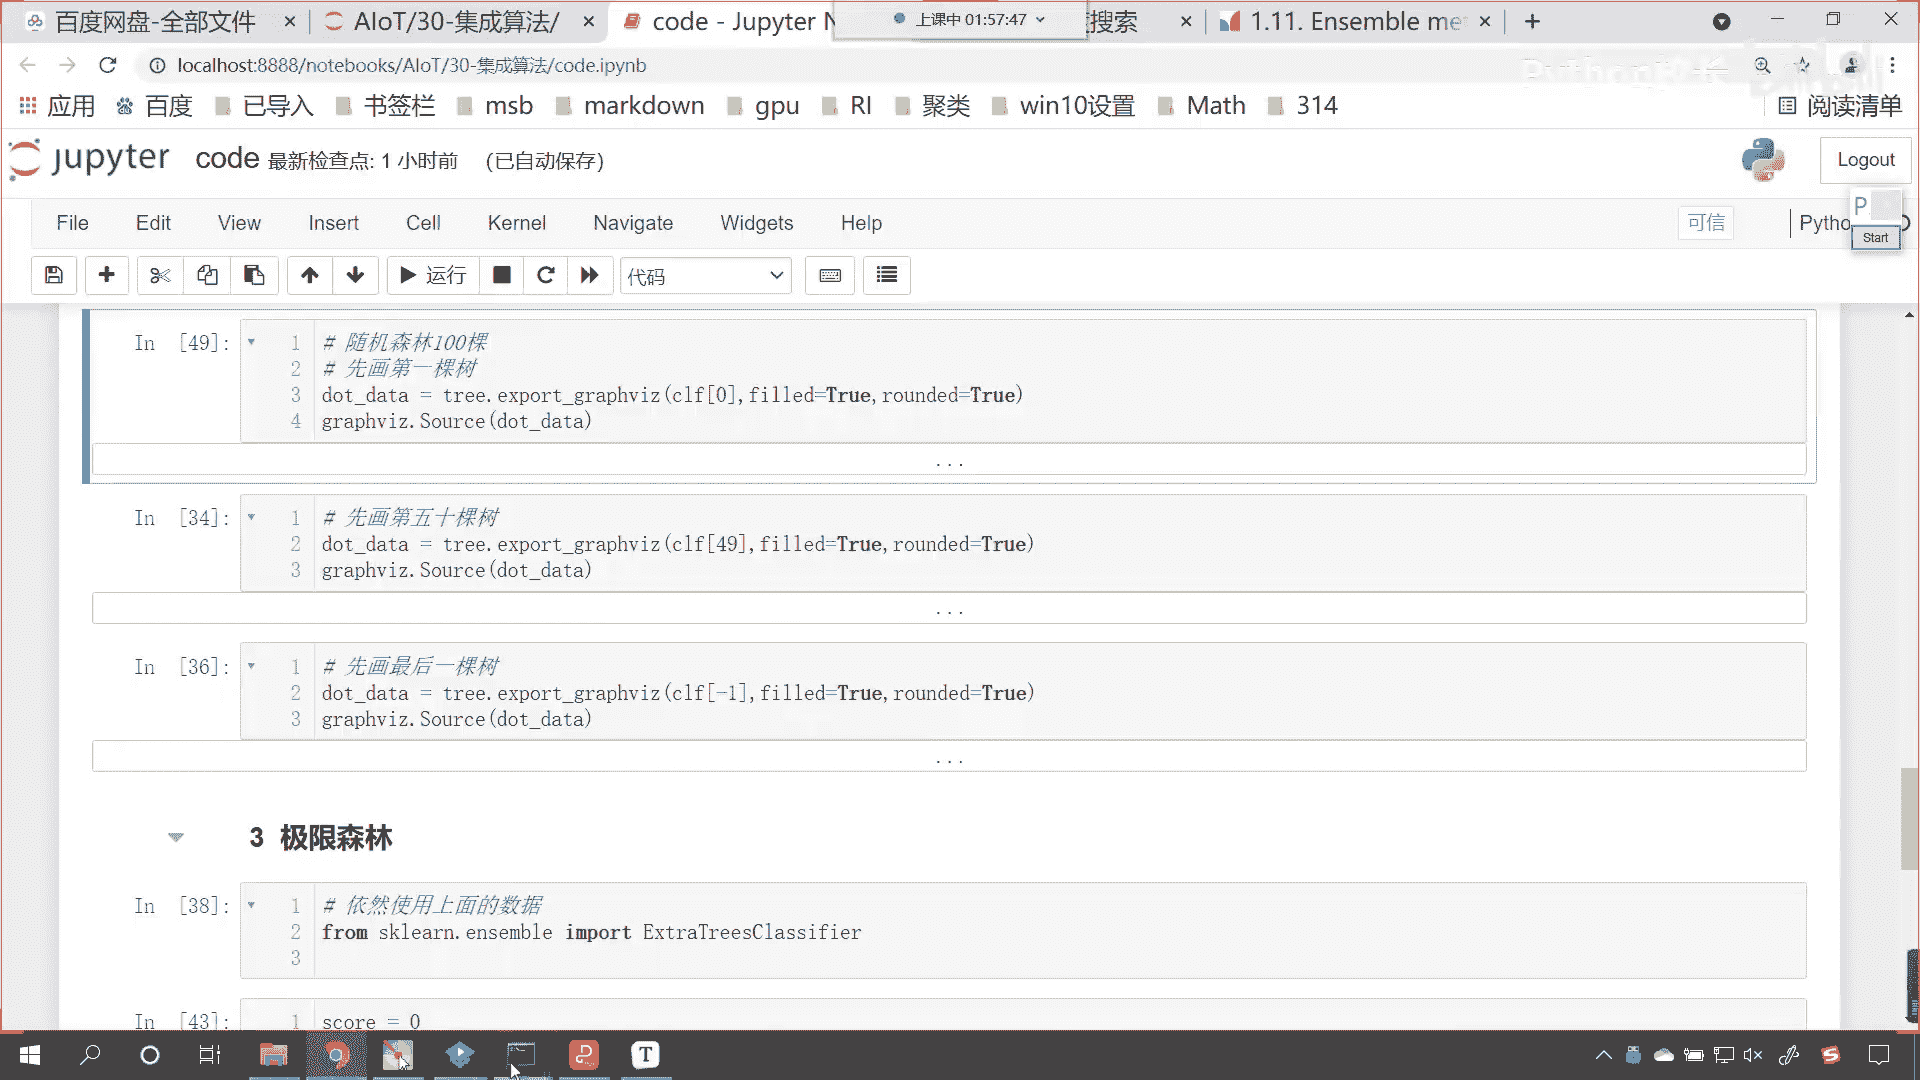 百度网盘-全部文件
AIoT/30-集成算法/
code - Jupyter N
上课中 01:57:47
搜索
1.11. Ensemble me
localhost:8888/notebooks/AIoT/30-集成算法/code.ipynb
应用
百度
已导入
书签栏
msb
markdown
gpu
RI
聚类
win10设置
Math
314
阅读清单
jupyter
code 最新检查点: 1 小时前 (已自动保存)
Logout
File Edit View Insert Cell Kernel Navigate Widgets Help
可信
Pytho
P
Start
运行
代码
In [49]:
1 # 随机森林100棵
2 # 先画第一棵树
3 dot_data = tree.export_graphviz(clf[0],filled=True,rounded=True)
4 graphviz.Source(dot_data)
...
In [34]:
1 # 先画第五十棵树
2 dot_data = tree.export_graphviz(clf[49],filled=True,rounded=True)
3 graphviz.Source(dot_data)
...
In [36]:
1 # 先画最后一棵树
2 dot_data = tree.export_graphviz(clf[-1],filled=True,rounded=True)
3 graphviz.Source(dot_data)
...
3 极限森林
In [38]:
1 # 依然使用上面的数据
2 from sklearn.ensemble import ExtraTreesClassifier
3
In [43]:
1 score = 0